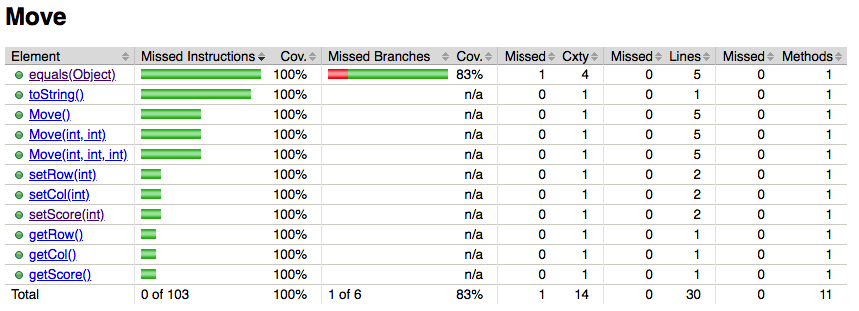 Move
Element Missed Instructions Cov. Missed Branches Cov. Missed Cxty Missed Lines Missed Methods
equals(Object) 100% 83% 1 4 0 5 0 1
toString() 100% n/a 0 1 0 1 0 1
Move() 100% n/a 0 1 0 5 0 1
Move(int, int) 100% n/a 0 1 0 5 0 1
Move(int, int, int) 100% n/a 0 1 0 5 0 1
setRow(int) 100% n/a 0 1 0 2 0 1
setCol(int) 100% n/a 0 1 0 2 0 1
setScore(int) 100% n/a 0 1 0 2 0 1
getRow() 100% n/a 0 1 0 1 0 1
getCol() 100% n/a 0 1 0 1 0 1
getScore() 100% n/a 0 1 0 1 0 1
Total 0 of 103 100% 1 of 6 83% 1 14 0 30 0 11